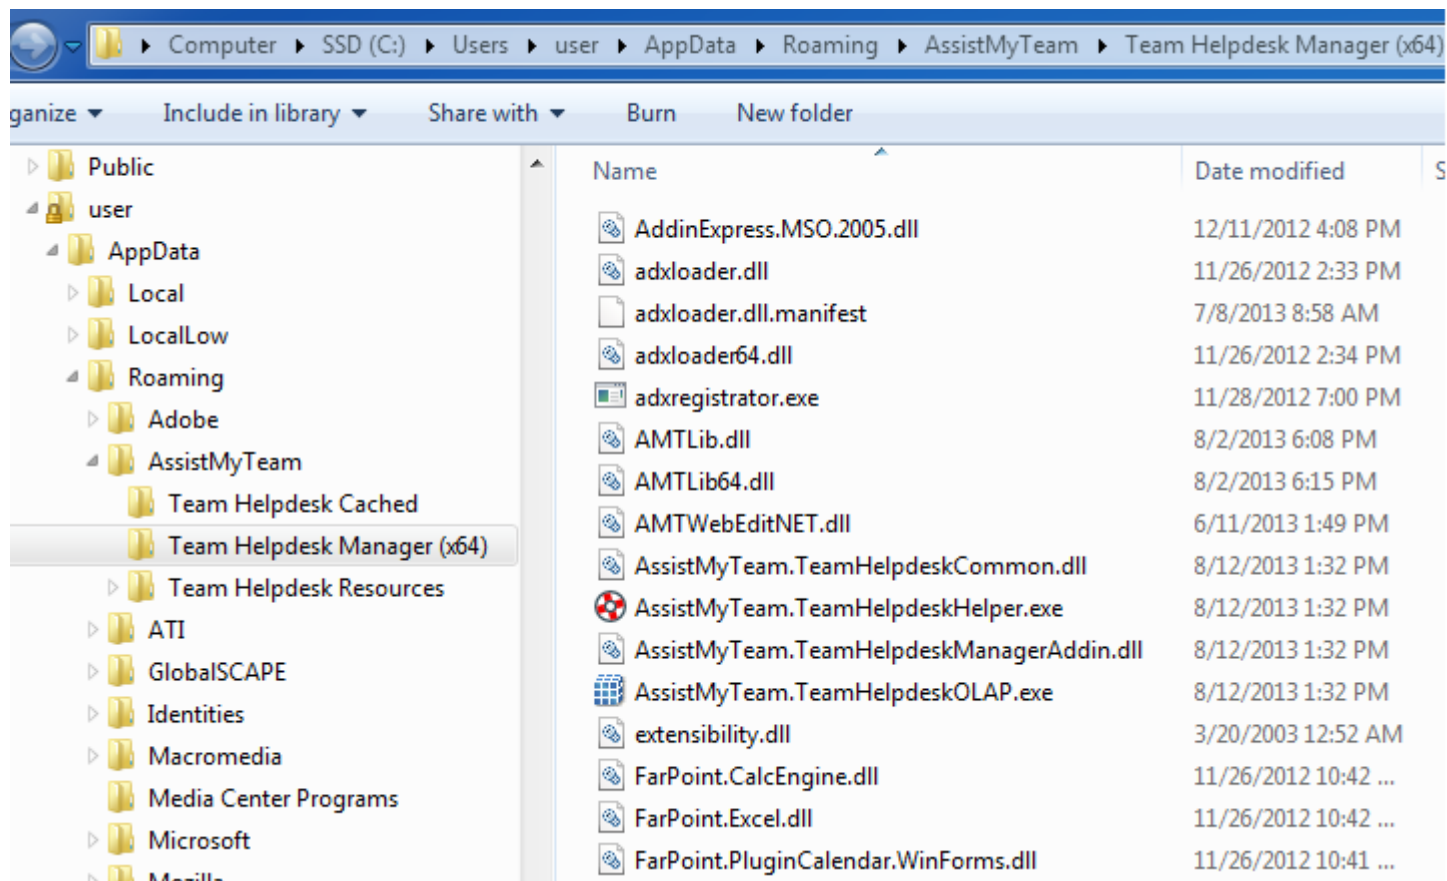 Computer SSD (C:) Users user AppData Roaming AssistMyTeam Team Helpdesk Manager (x64)
ganize Include in library Share with Burn New folder
Public
user
AppData
Local
LocalLow
Roaming
Adobe
AssistMyTeam
Team Helpdesk Cached
Team Helpdesk Manager (x64)
Team Helpdesk Resources
ATI
GlobalSCAPE
Identities
Macromedia
Media Center Programs
Microsoft
Mozilla
Name Date modified S
AddinExpress.MSO.2005.dll 12/11/2012 4:08 PM
adxloader.dll 11/26/2012 2:33 PM
adxloader.dll.manifest 7/8/2013 8:58 AM
adxloader64.dll 11/26/2012 2:34 PM
adxregistrator.exe 11/28/2012 7:00 PM
AMTLib.dll 8/2/2013 6:08 PM
AMTLib64.dll 8/2/2013 6:15 PM
AMTWebEditNET.dll 6/11/2013 1:49 PM
AssistMyTeam.TeamHelpdeskCommon.dll 8/12/2013 1:32 PM
AssistMyTeam.TeamHelpdeskHelper.exe 8/12/2013 1:32 PM
AssistMyTeam.TeamHelpdeskManagerAddin.dll 8/12/2013 1:32 PM
AssistMyTeam.TeamHelpdeskOLAP.exe 8/12/2013 1:32 PM
extensibility.dll 3/20/2003 12:52 AM
FarPoint.CalcEngine.dll 11/26/2012 10:42 ...
FarPoint.Excel.dll 11/26/2012 10:42 ...
FarPoint.PluginCalendar.WinForms.dll 11/26/2012 10:41 ...